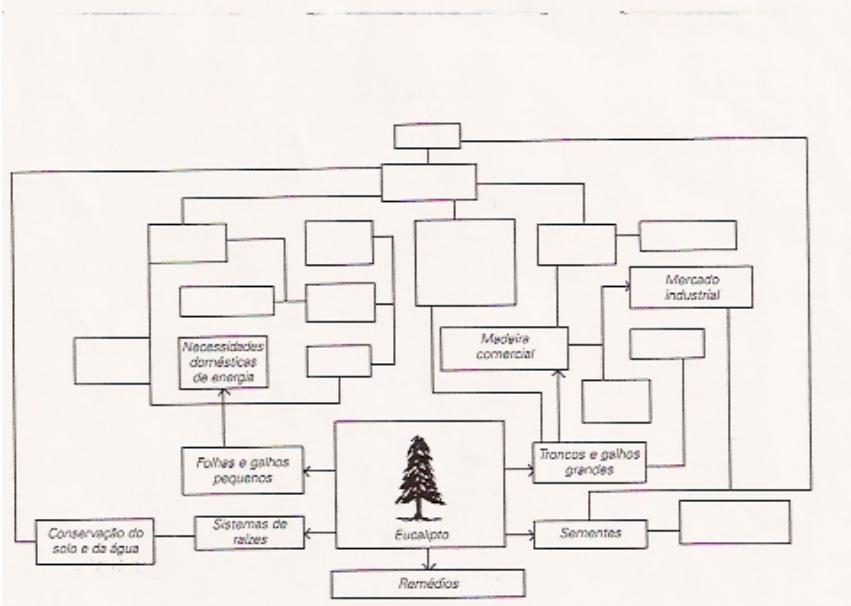 Mercado
industrial
Madeira
comercial
Necessidades
domésticas
de energia
Folhas e galhos
pequenos
Troncos e galhos
grandes
Eucalipto
Conservação do
solo e da água
Sistemas de
raízes
Sementes
Remédios